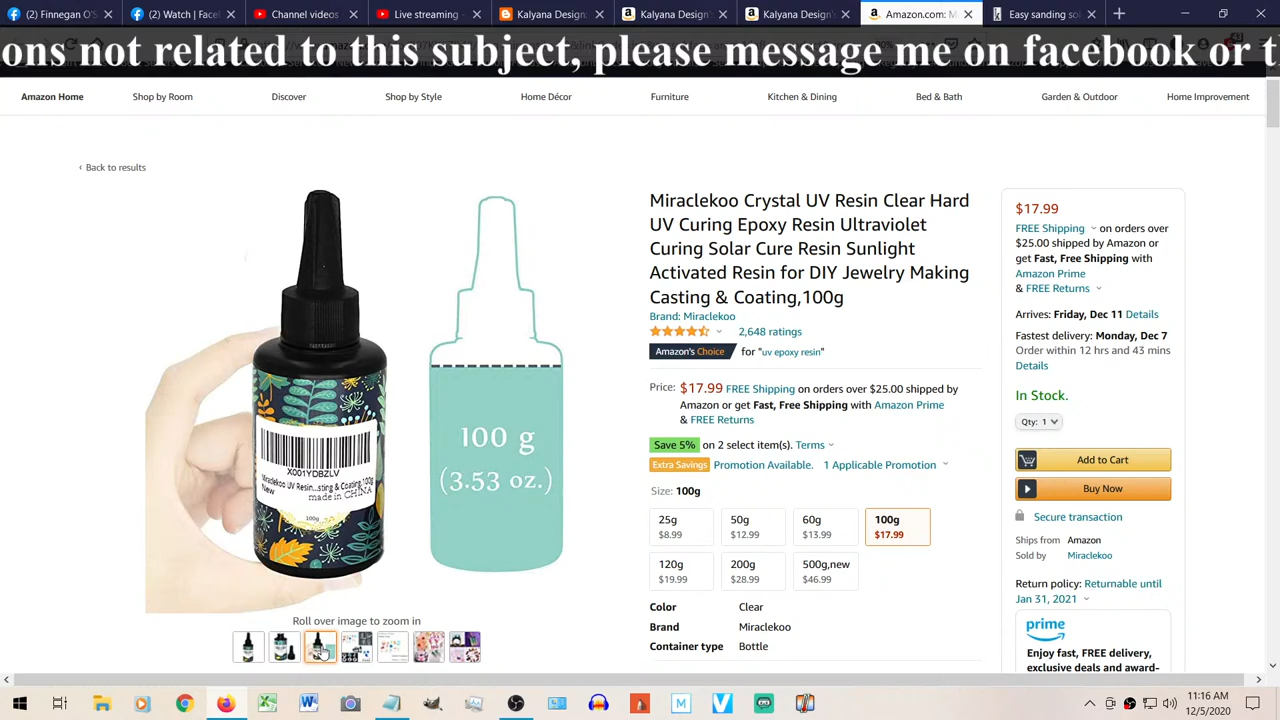 Finnegan O'S
(2) Watch | Face
Channel videos
Live streaming -
Kalyana Design
Kalyana Design
Kalyana Design's
Amazon.com: M
Easy sanding so
ons not related to this subject, please message me on facebook or t
Amazon Home
Shop by Room
Discover
Shop by Style
Home Décor
Furniture
Kitchen & Dining
Bed & Bath
Garden & Outdoor
Home Improvement
‹ Back to results
X001YDBZLV
Miraclekoo UV Resin...sting & Coating,100g
New
made in CHINA
100g
100 g
(3.53 oz.)
Roll over image to zoom in
Miraclekoo Crystal UV Resin Clear Hard
UV Curing Epoxy Resin Ultraviolet
Curing Solar Cure Resin Sunlight
Activated Resin for DIY Jewelry Making
Casting & Coating,100g
Brand: Miraclekoo
2,648 ratings
Amazon's Choice for "uv epoxy resin"
Price: $17.99 FREE Shipping on orders over $25.00 shipped by
Amazon or get Fast, Free Shipping with Amazon Prime
& FREE Returns
Save 5% on 2 select item(s). Terms
Extra Savings Promotion Available. 1 Applicable Promotion
Size: 100g
25g
$8.99
50g
$12.99
60g
$13.99
100g
$17.99
120g
$19.99
200g
$28.99
500g,new
$46.99
Color Clear
Brand Miraclekoo
Container type Bottle
$17.99
FREE Shipping on orders over
$25.00 shipped by Amazon or
get Fast, Free Shipping with
Amazon Prime
& FREE Returns
Arrives: Friday, Dec 11 Details
Fastest delivery: Monday, Dec 7
Order within 12 hrs and 43 mins
Details
In Stock.
Qty: 1
Add to Cart
Buy Now
Secure transaction
Ships from Amazon
Sold by Miraclekoo
Return policy: Returnable until
Jan 31, 2021
prime
Enjoy fast, FREE delivery,
exclusive deals and award-
11:16 AM
12/5/2020